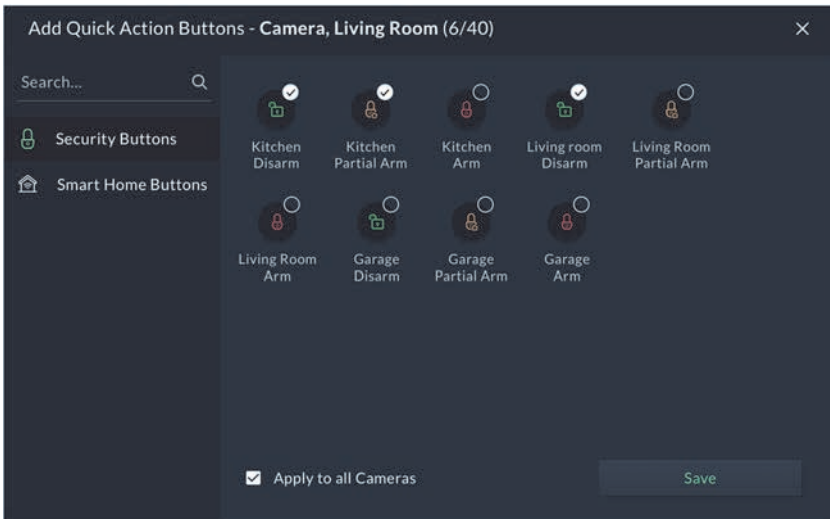 Add Quick Action Buttons - Camera, Living Room (6/40)
Search...
Security Buttons
Smart Home Buttons
Kitchen
Disarm
Kitchen
Partial Arm
Kitchen
Arm
Living room
Disarm
Living Room
Partial Arm
Living Room
Arm
Garage
Disarm
Garage
Partial Arm
Garage
Arm
Apply to all Cameras
Save